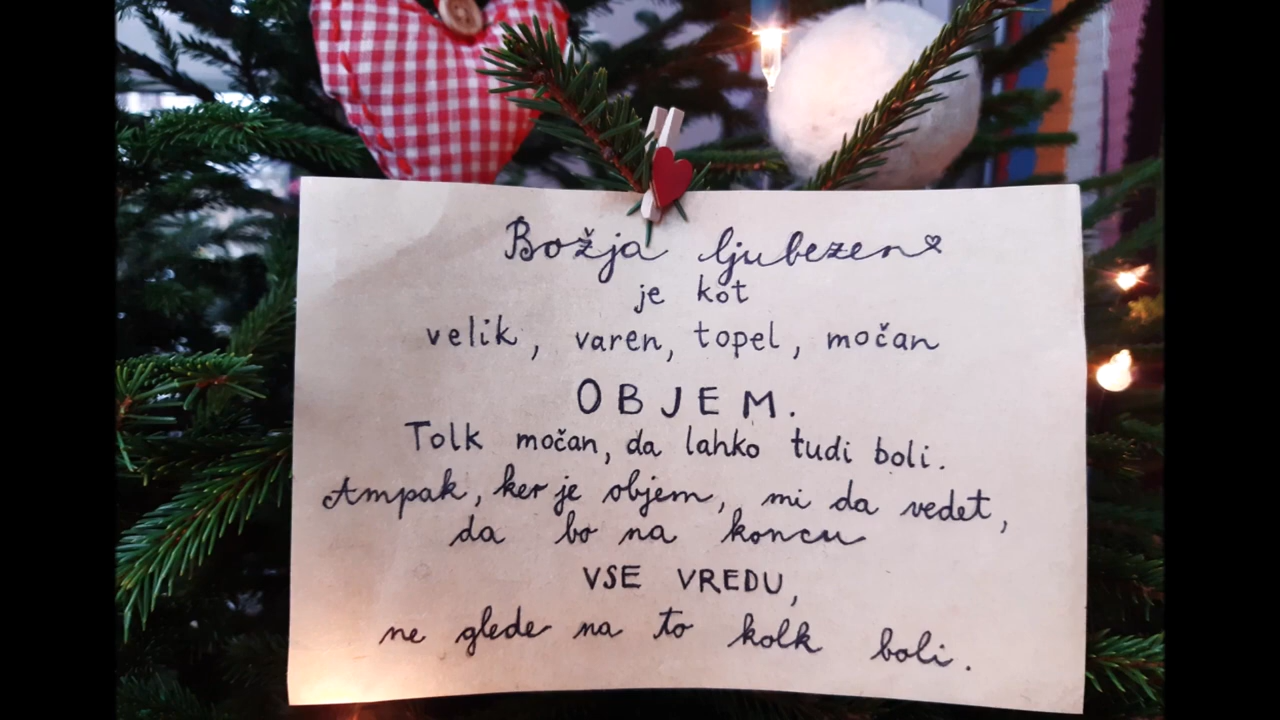 Božja ljubezen
je kot
velik, varen, topel, močan
OBJEM.
Tolk močan, da lahko tudi boli.
Ampak, ker je objem, mi da vedet,
da bo na koncu
VSE VREDU,
ne glede na to kolk boli.